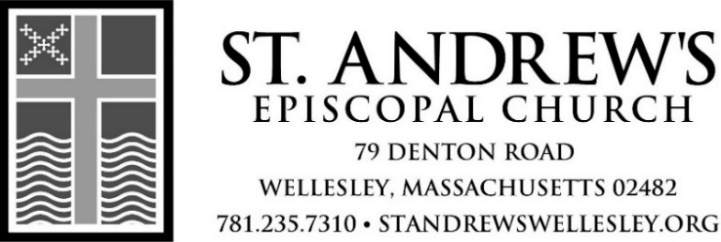 ST. ANDREW'S
EPISCOPAL CHURCH
79 DENTON ROAD
WELLESLEY, MASSACHUSETTS 02482
781.235.7310 • STANDREWSWELLESLEY.ORG